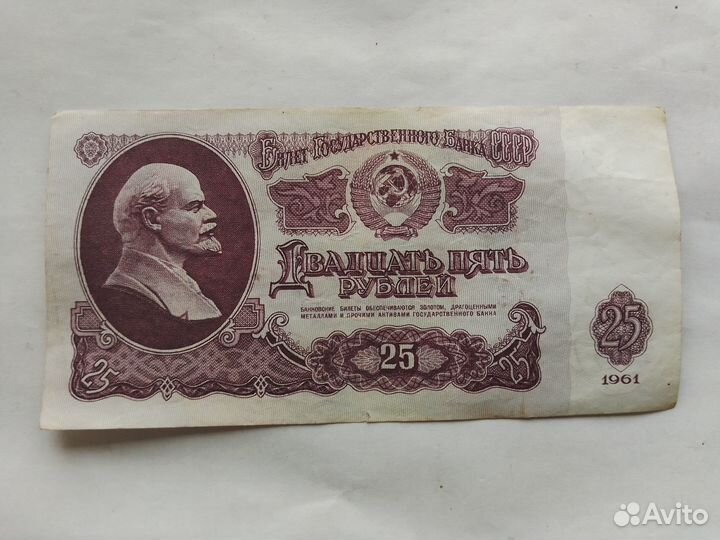 Билет Государственного Банка СССР
Двадцать пять
рублей
БАНКОВСКИЕ БИЛЕТЫ ОБЕСПЕЧИВАЮТСЯ ЗОЛОТОМ, ДРАГОЦЕННЫМИ
МЕТАЛЛАМИ И ПРОЧИМИ АКТИВАМИ ГОСУДАРСТВЕННОГО БАНКА
25
25
25
25
1961
Avito